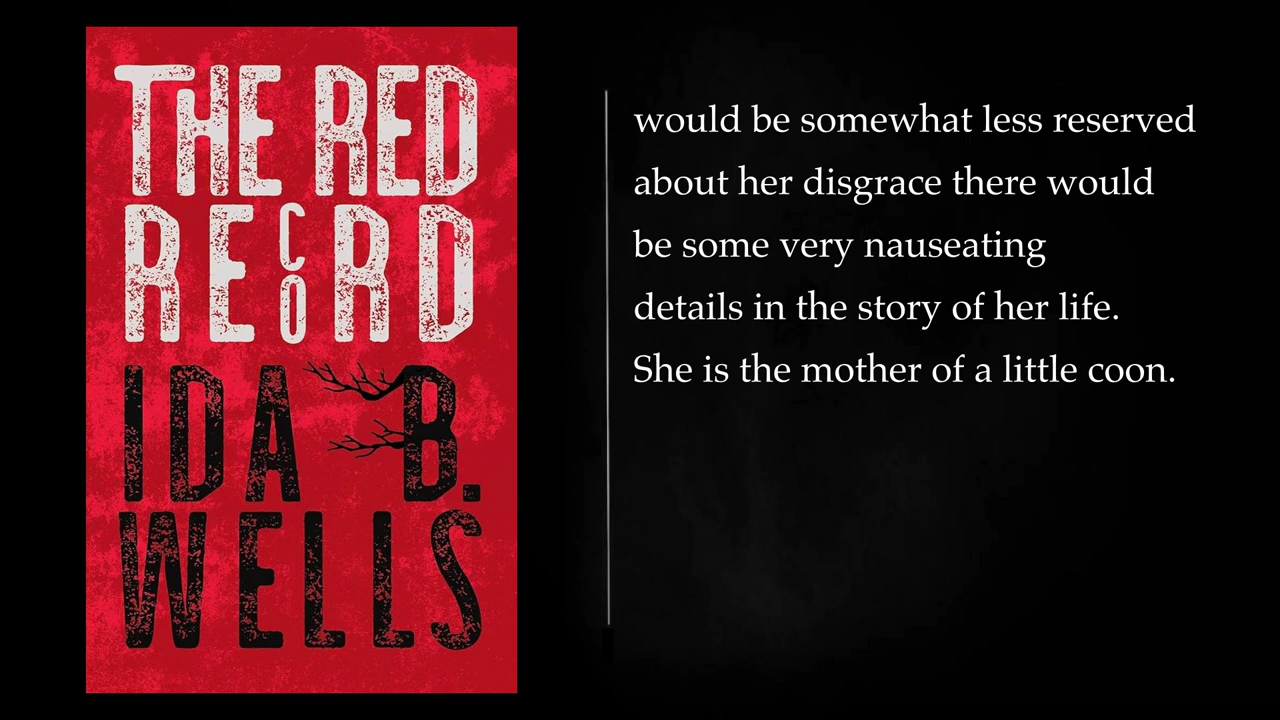 THE RED
RECORD
IDA B.
WELLS
would be somewhat less reserved
about her disgrace there would
be some very nauseating
details in the story of her life.
She is the mother of a little coon.